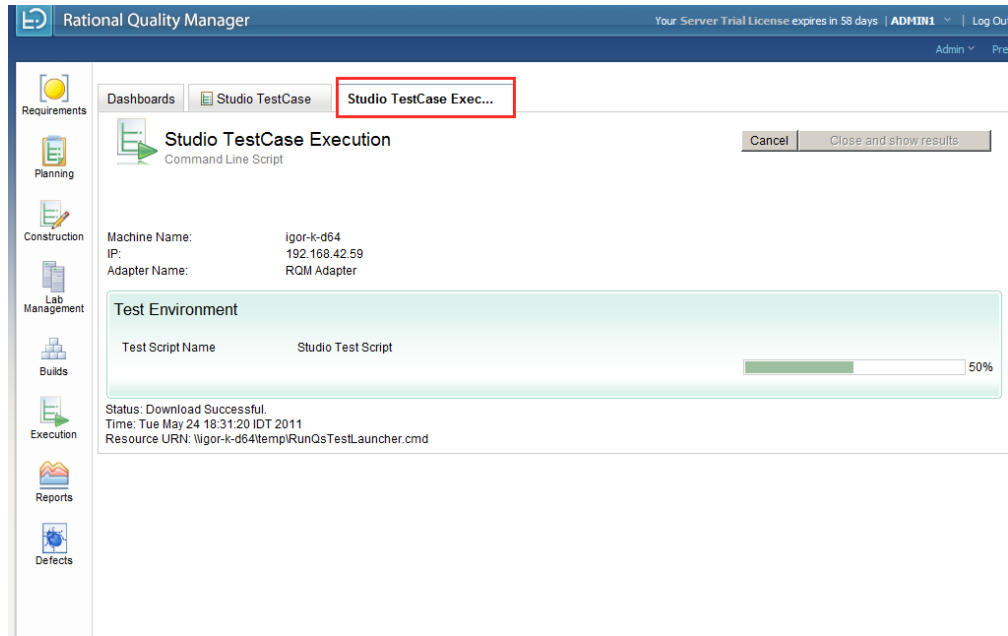 Rational Quality Manager
Your Server Trial License expires in 58 days | ADMIN1 | Log Out
Admin
Requirements
Planning
Construction
Lab Management
Builds
Execution
Reports
Defects
Dashboards
Studio TestCase
Studio TestCase Exec...
Studio TestCase Execution
Command Line Script
Cancel
Close and show results
Machine Name: igor-k-d64
IP: 192.168.42.59
Adapter Name: RQM Adapter
Test Environment
Test Script Name Studio Test Script
50%
Status: Download Successful.
Time: Tue May 24 18:31:20 IDT 2011
Resource URN: \\igor-k-d64\temp\RunQsTestLauncher.cmd